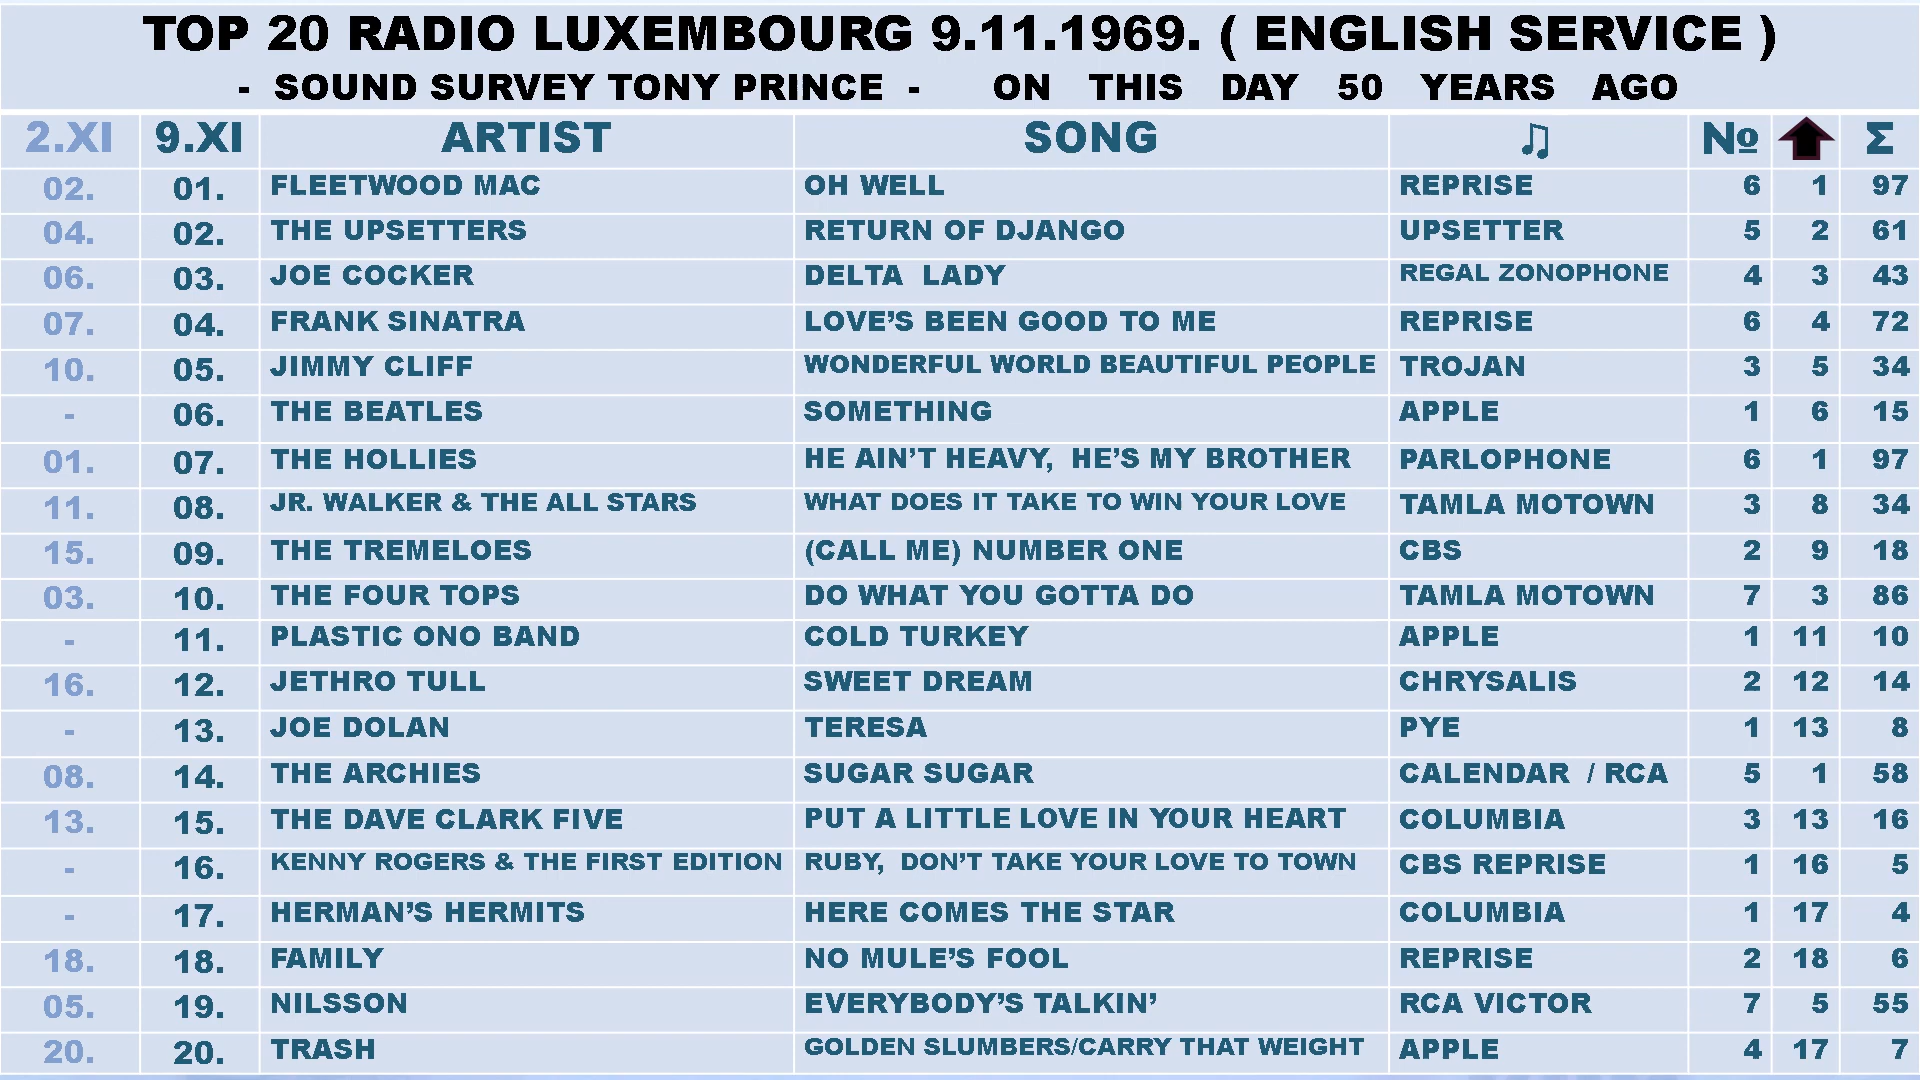 TOP 20 RADIO LUXEMBOURG 9.11.1969. ( ENGLISH SERVICE )
- SOUND SURVEY TONY PRINCE - ON THIS DAY 50 YEARS AGO
2.XI 9.XI ARTIST SONG ♫ № ⬆ Σ
02. 01. FLEETWOOD MAC OH WELL REPRISE 6 1 97
04. 02. THE UPSETTERS RETURN OF DJANGO UPSETTER 5 2 61
06. 03. JOE COCKER DELTA LADY REGAL ZONOPHONE 4 3 43
07. 04. FRANK SINATRA LOVE’S BEEN GOOD TO ME REPRISE 6 4 72
10. 05. JIMMY CLIFF WONDERFUL WORLD BEAUTIFUL PEOPLE TROJAN 3 5 34
- 06. THE BEATLES SOMETHING APPLE 1 6 15
01. 07. THE HOLLIES HE AIN’T HEAVY, HE’S MY BROTHER PARLOPHONE 6 1 97
11. 08. JR. WALKER & THE ALL STARS WHAT DOES IT TAKE TO WIN YOUR LOVE TAMLA MOTOWN 3 8 34
15. 09. THE TREMELOES (CALL ME) NUMBER ONE CBS 2 9 18
03. 10. THE FOUR TOPS DO WHAT YOU GOTTA DO TAMLA MOTOWN 7 3 86
- 11. PLASTIC ONO BAND COLD TURKEY APPLE 1 11 10
16. 12. JETHRO TULL SWEET DREAM CHRYSALIS 2 12 14
- 13. JOE DOLAN TERESA PYE 1 13 8
08. 14. THE ARCHIES SUGAR SUGAR CALENDAR / RCA 5 1 58
13. 15. THE DAVE CLARK FIVE PUT A LITTLE LOVE IN YOUR HEART COLUMBIA 3 13 16
- 16. KENNY ROGERS & THE FIRST EDITION RUBY, DON’T TAKE YOUR LOVE TO TOWN CBS REPRISE 1 16 5
- 17. HERMAN’S HERMITS HERE COMES THE STAR COLUMBIA 1 17 4
18. 18. FAMILY NO MULE’S FOOL REPRISE 2 18 6
05. 19. NILSSON EVERYBODY’S TALKIN’ RCA VICTOR 7 5 55
20. 20. TRASH GOLDEN SLUMBERS/CARRY THAT WEIGHT APPLE 4 17 7